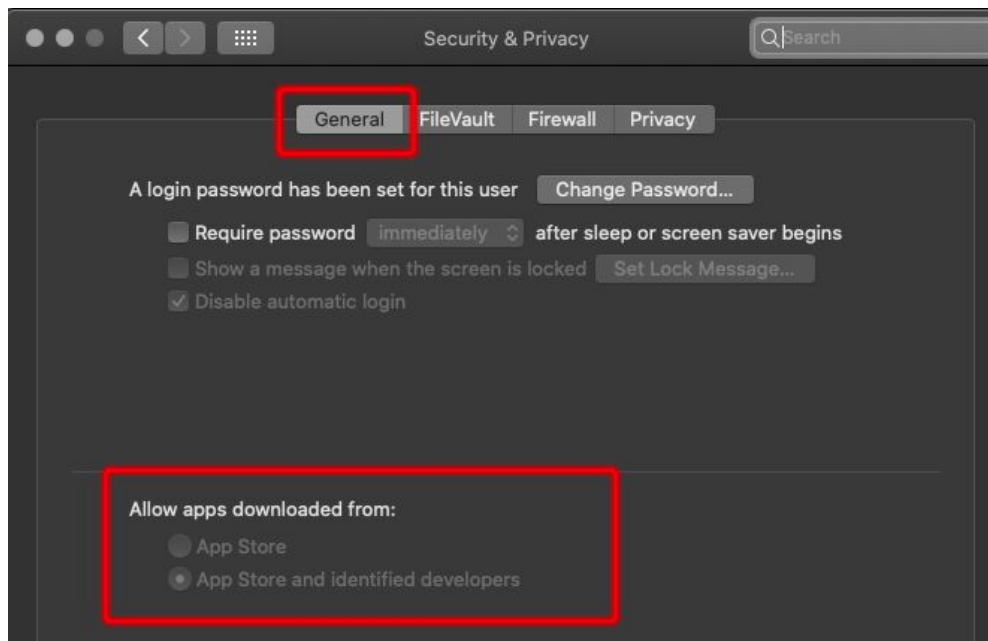 Security & Privacy
Search
General FileVault Firewall Privacy
A login password has been set for this user Change Password...
Require password immediately after sleep or screen saver begins
Show a message when the screen is locked Set Lock Message...
Disable automatic login
Allow apps downloaded from:
App Store
App Store and identified developers